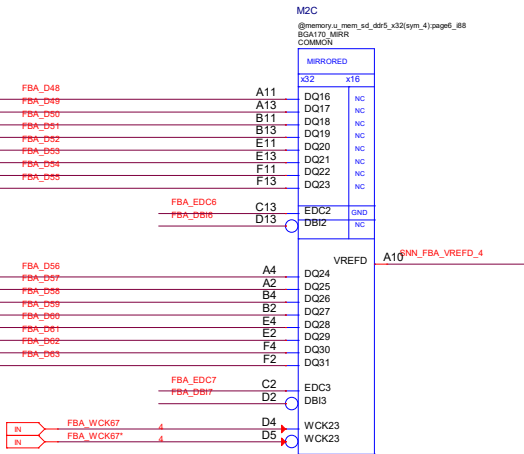 M2C
@memory.u_mem_sd_ddr5_x32(sym_4):page6_i88
BGA170_MIRR
COMMON
MIRRORED
x32 x16
FBA_D48 A11 DQ16 NC
FBA_D49 A13 DQ17 NC
FBA_D50 B11 DQ18 NC
FBA_D51 B13 DQ19 NC
FBA_D52 E11 DQ20 NC
FBA_D53 E13 DQ21 NC
FBA_D54 F11 DQ22 NC
FBA_D55 F13 DQ23 NC
FBA_EDC6 C13 EDC2 GND
FBA_DBI6 D13 DBI2 NC
VREFD A10 SNN_FBA_VREFD_4
FBA_D56 A4 DQ24
FBA_D57 A2 DQ25
FBA_D58 B4 DQ26
FBA_D59 B2 DQ27
FBA_D60 E4 DQ28
FBA_D61 E2 DQ29
FBA_D62 F4 DQ30
FBA_D63 F2 DQ31
FBA_EDC7 C2 EDC3
FBA_DBI7 D2 DBI3
IN FBA_WCK67 4 D4 WCK23
IN FBA_WCK67* 4 D5 WCK23